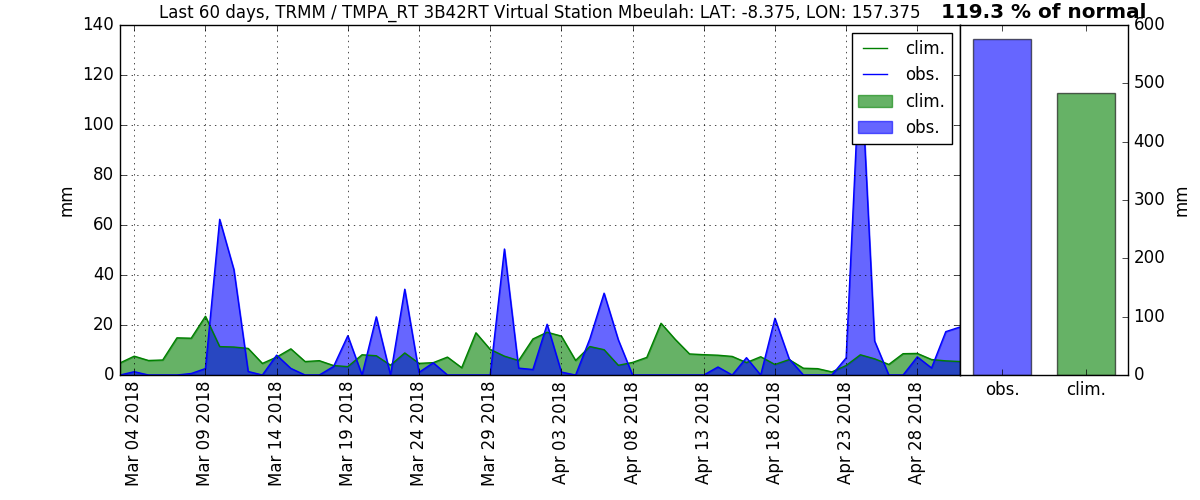 Last 60 days, TRMM / TMPA_RT 3B42RT Virtual Station Mbeulah: LAT: -8.375, LON: 157.375
119.3 % of normal
140
120
100
80
60
40
20
0
mm
clim.
obs.
clim.
obs.
600
500
400
300
200
100
0
mm
obs.
clim.
Mar 04 2018
Mar 09 2018
Mar 14 2018
Mar 19 2018
Mar 24 2018
Mar 29 2018
Apr 03 2018
Apr 08 2018
Apr 13 2018
Apr 18 2018
Apr 23 2018
Apr 28 2018